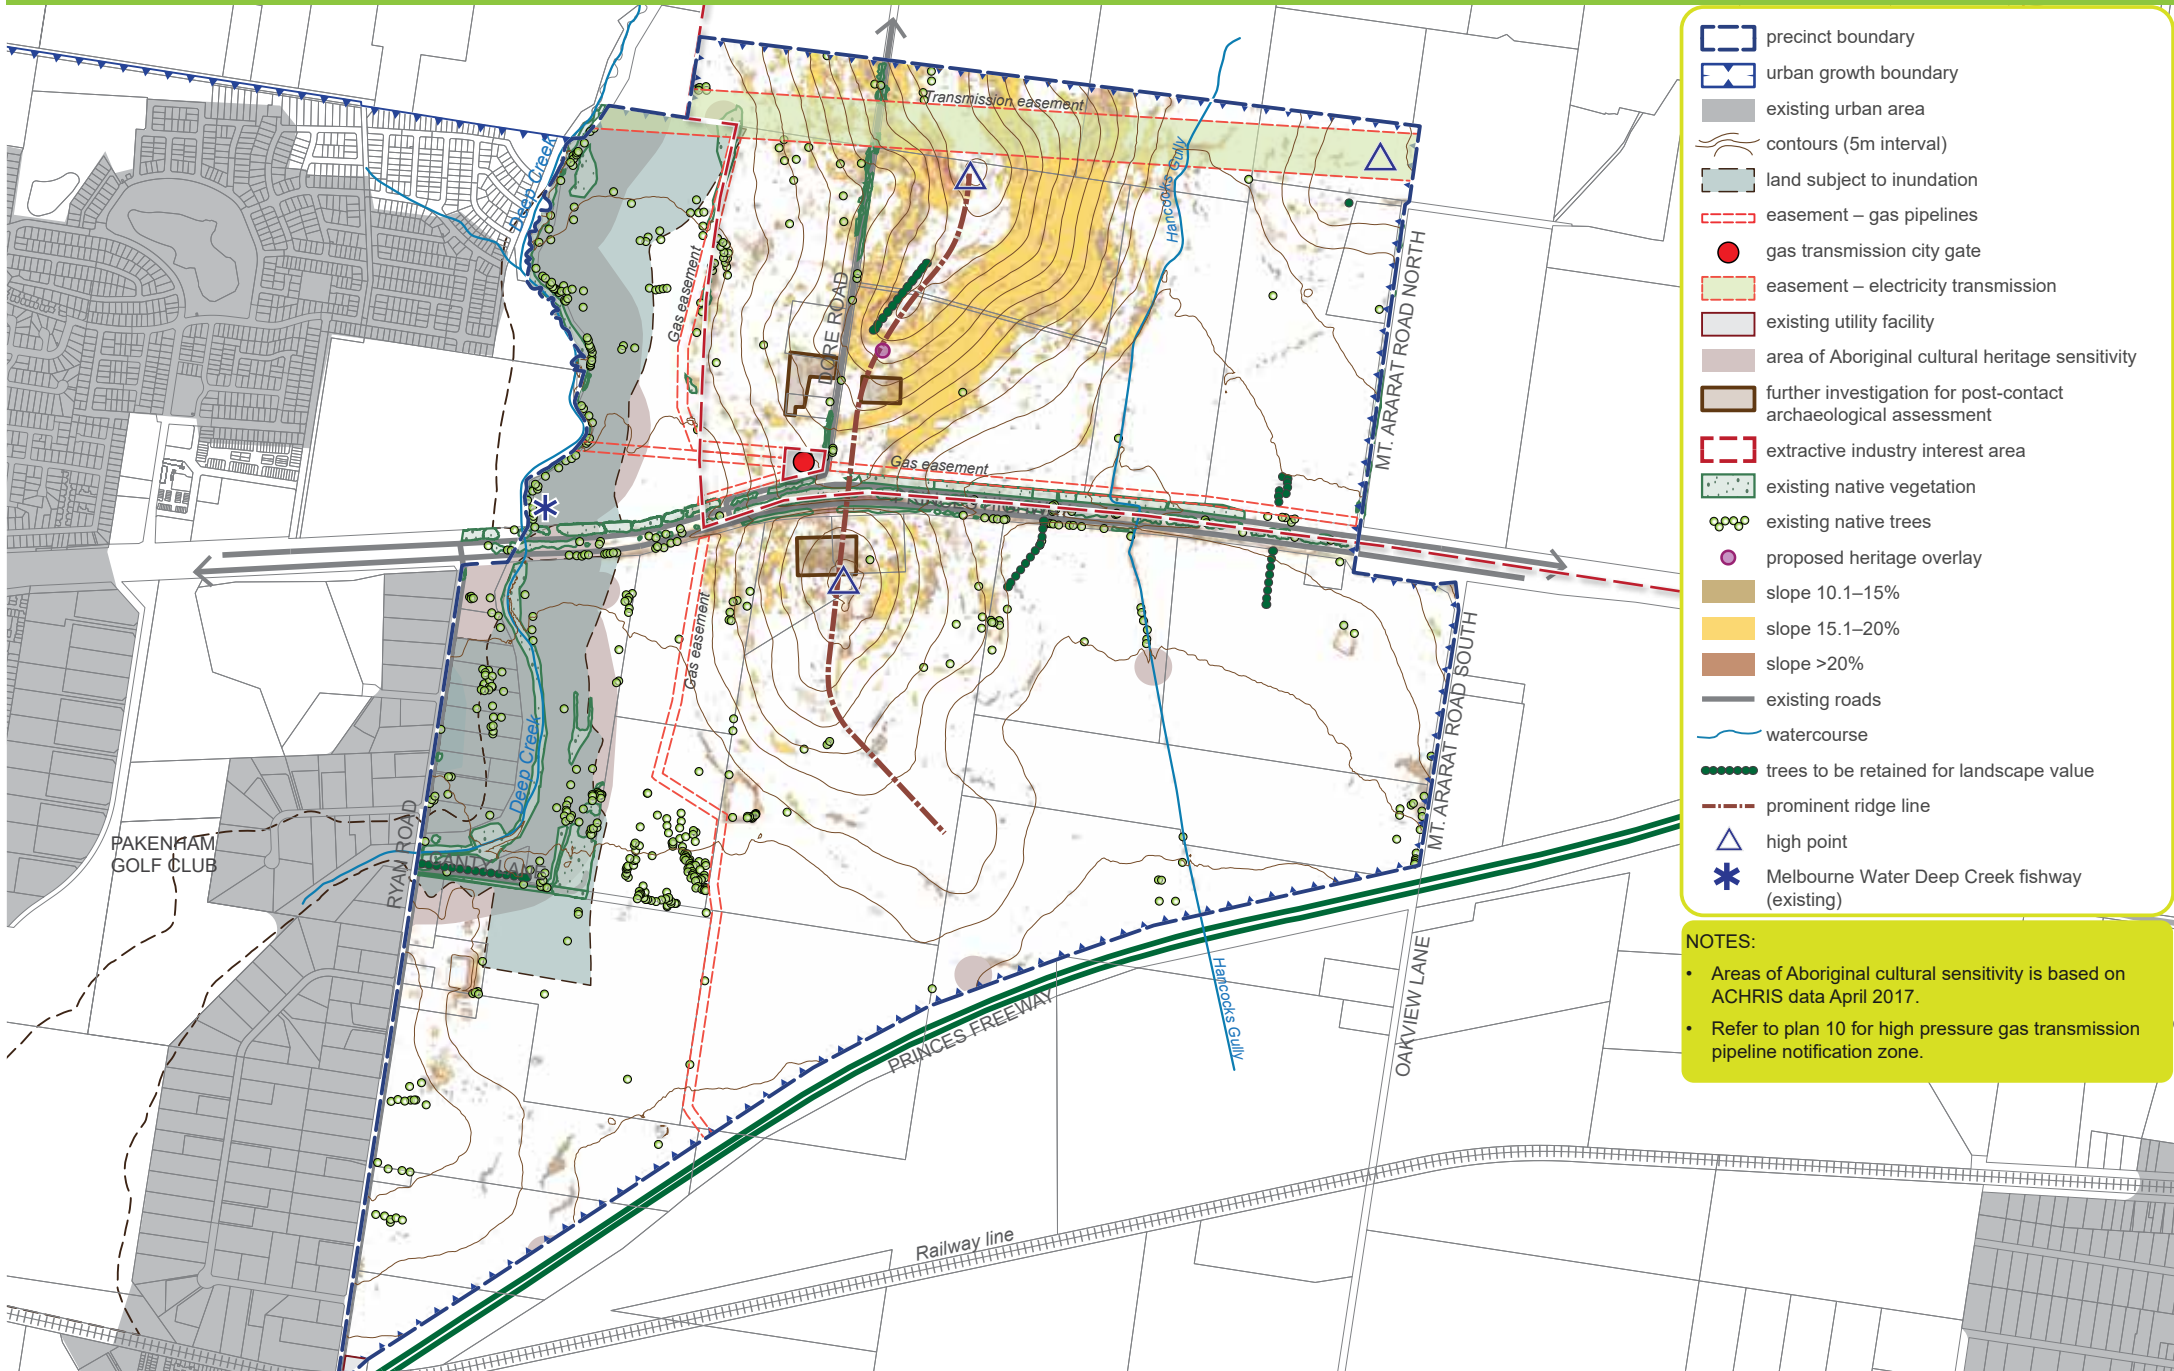 precinct boundary
urban growth boundary
existing urban area
contours (5m interval)
land subject to inundation
easement – gas pipelines
gas transmission city gate
easement – electricity transmission
existing utility facility
area of Aboriginal cultural heritage sensitivity
further investigation for post-contact
archaeological assessment
extractive industry interest area
existing native vegetation
existing native trees
proposed heritage overlay
slope 10.1–15%
slope 15.1–20%
slope >20%
existing roads
watercourse
trees to be retained for landscape value
prominent ridge line
high point
Melbourne Water Deep Creek fishway
(existing)
NOTES:
• Areas of Aboriginal cultural sensitivity is based on
ACHRIS data April 2017.
• Refer to plan 10 for high pressure gas transmission
pipeline notification zone.
Transmission easement
Deep Creek
Hancocks Gully
Gas easement
DORE ROAD
MT. ARARAT ROAD NORTH
Gas easement
Gas easement
MT. ARARAT ROAD SOUTH
Deep Creek
RYAN ROAD
PAKENHAM
GOLF CLUB
PRINCES FREEWAY
Hancocks Gully
OAKVIEW LANE
Railway line